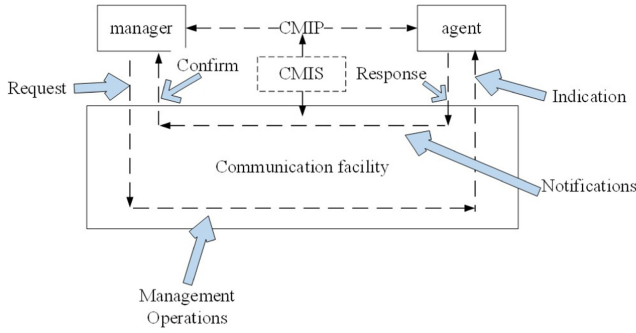 manager
CMIP
agent
Confirm
CMIS
Response
Request
Indication
Communication facility
Notifications
Management
Operations